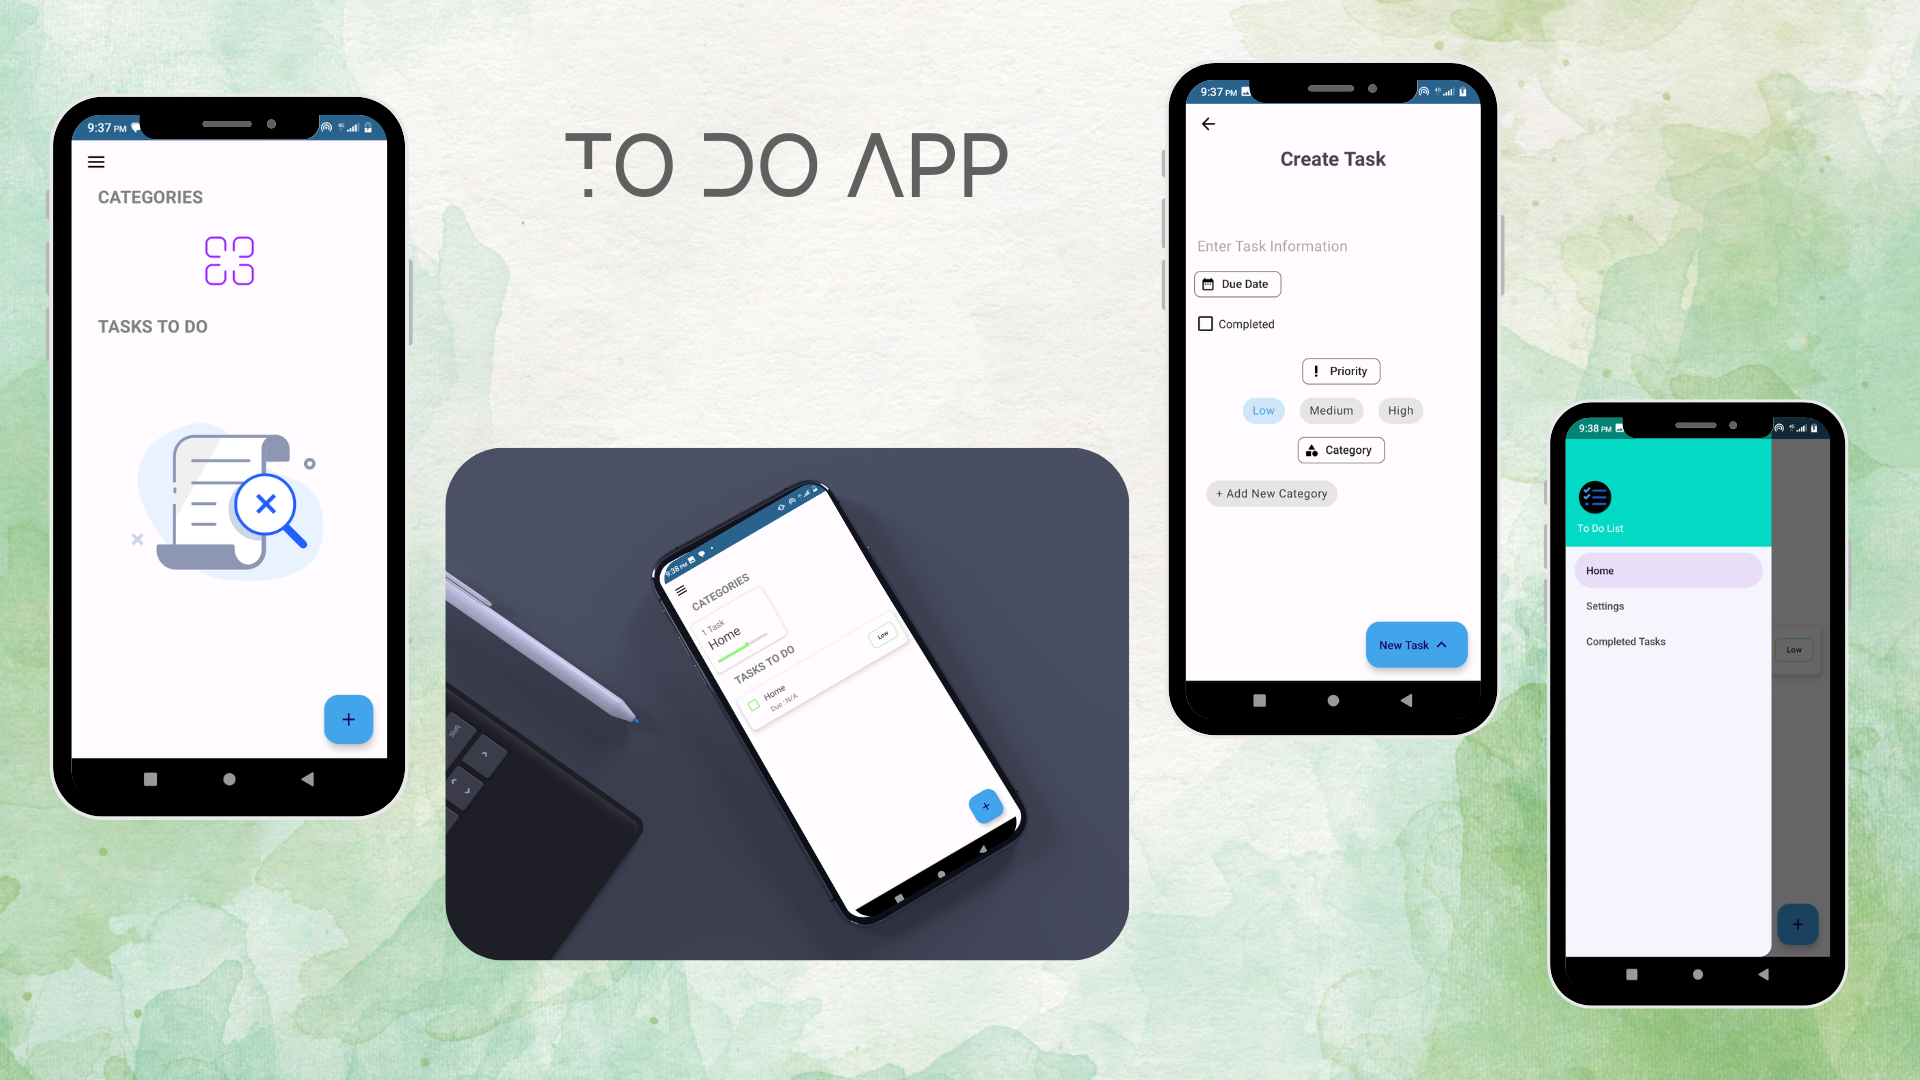 TO DO APP
9:37 PM
CATEGORIES
TASKS TO DO
+
9:38 PM
CATEGORIES
1 Task
Home
TASKS TO DO
Low
Home
Due : N/A
+
Shift
9:37 PM
4G
Create Task
Enter Task Information
Due Date
Completed
! Priority
Low Medium High
Category
+ Add New Category
New Task
9:38 PM
To Do List
Home
Settings
Completed Tasks
Low
+